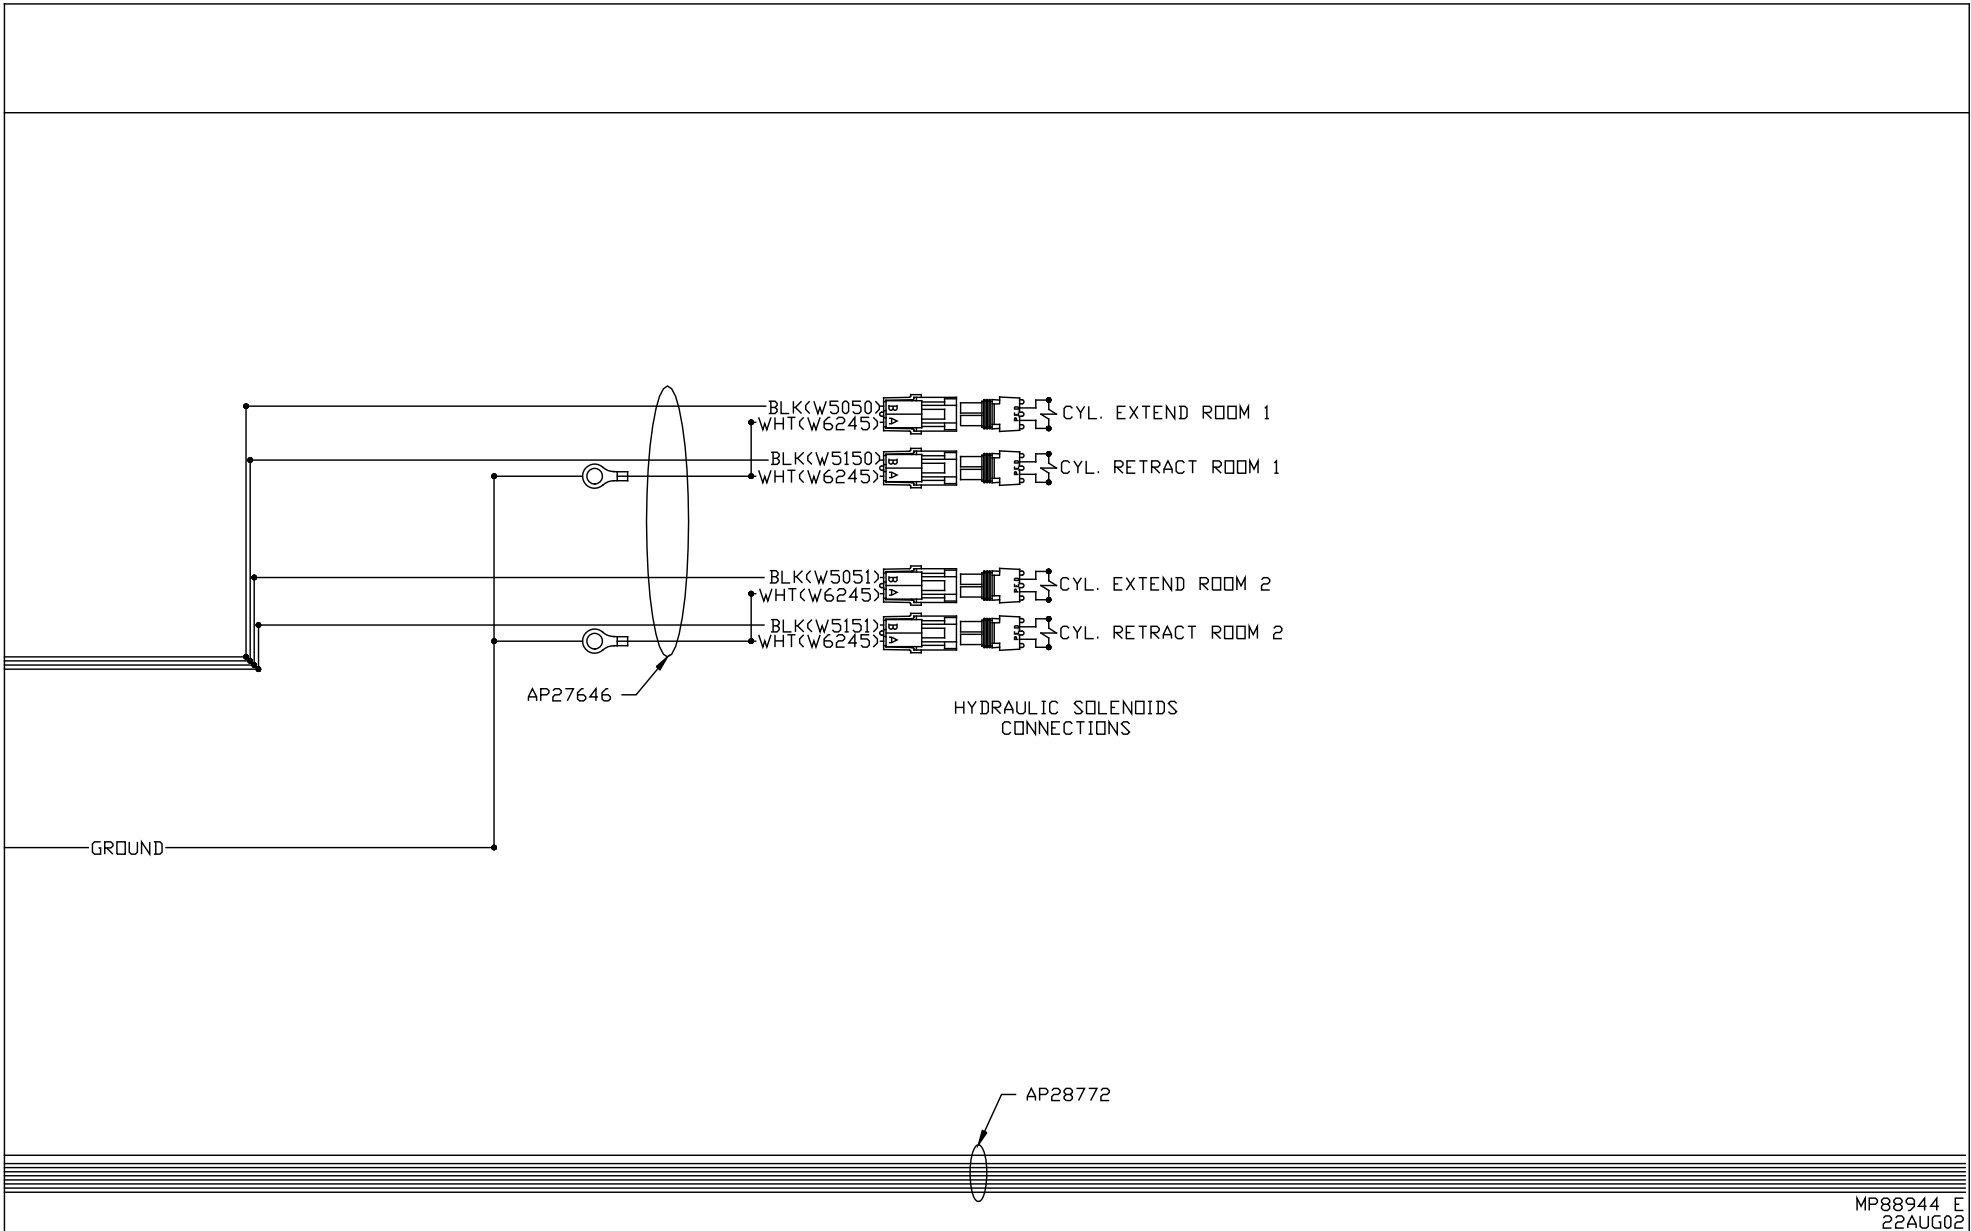 BLK(W5050)
B
CYL. EXTEND ROOM 1
WHT(W6245)
A
BLK(W5150)
B
CYL. RETRACT ROOM 1
WHT(W6245)
A
BLK(W5051)
B
CYL. EXTEND ROOM 2
WHT(W6245)
A
BLK(W5151)
B
CYL. RETRACT ROOM 2
WHT(W6245)
A
AP27646
HYDRAULIC SOLENOIDS
CONNECTIONS
GROUND
AP28772
MP88944 E
22AUG02